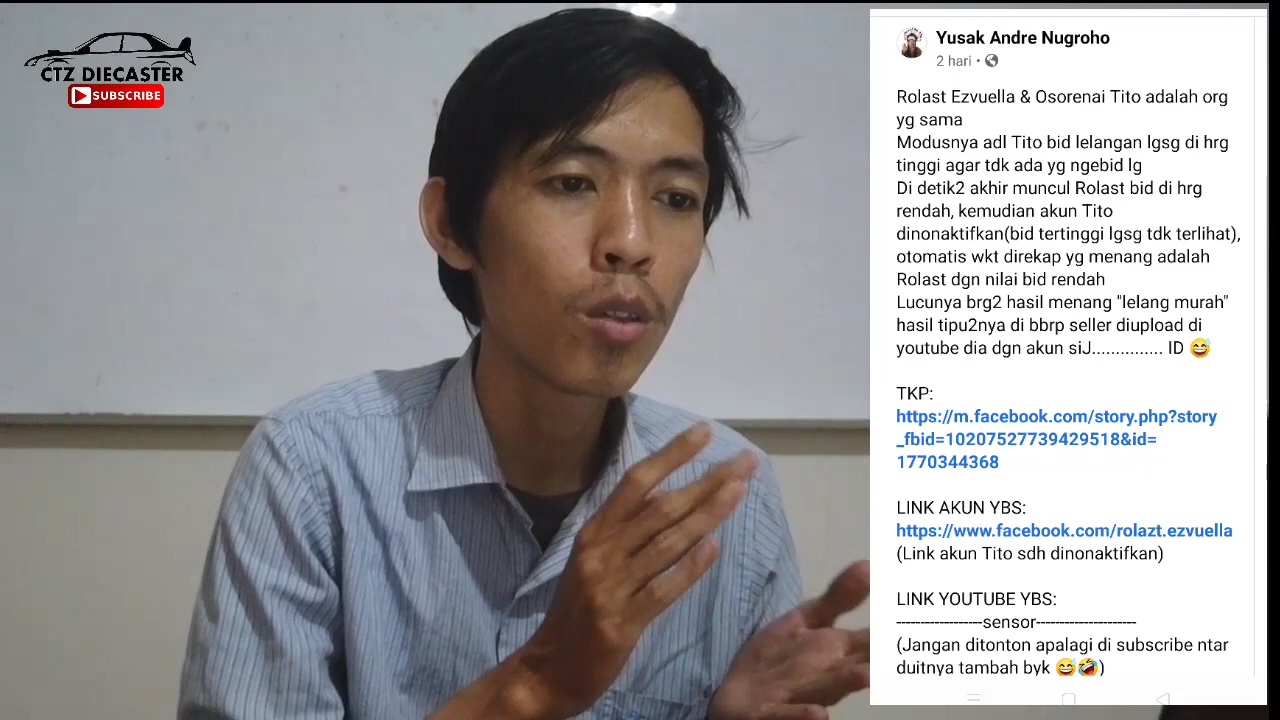 CTZ DIECASTER
SUBSCRIBE
Yusak Andre Nugroho
2 hari
Rolast Ezvuella & Osorenai Tito adalah org
yg sama
Modusnya adl Tito bid lelangan lgsg di hrg
tinggi agar tdk ada yg ngebid lg
Di detik2 akhir muncul Rolast bid di hrg
rendah, kemudian akun Tito
dinonaktifkan(bid tertinggi lgsg tdk terlihat),
otomatis wkt direkap yg menang adalah
Rolast dgn nilai bid rendah
Lucunya brg2 hasil menang "lelang murah"
hasil tipu2nya di bbrp seller diupload di
youtube dia dgn akun siJ............... ID 😅
TKP:
https://m.facebook.com/story.php?story
_fbid=10207527739429518&id=
1770344368
LINK AKUN YBS:
https://www.facebook.com/rolazt.ezvuella
(Link akun Tito sdh dinonaktifkan)
LINK YOUTUBE YBS:
------------------sensor---------------------
(Jangan ditonton apalagi di subscribe ntar
duitnya tambah byk 😅🤣)